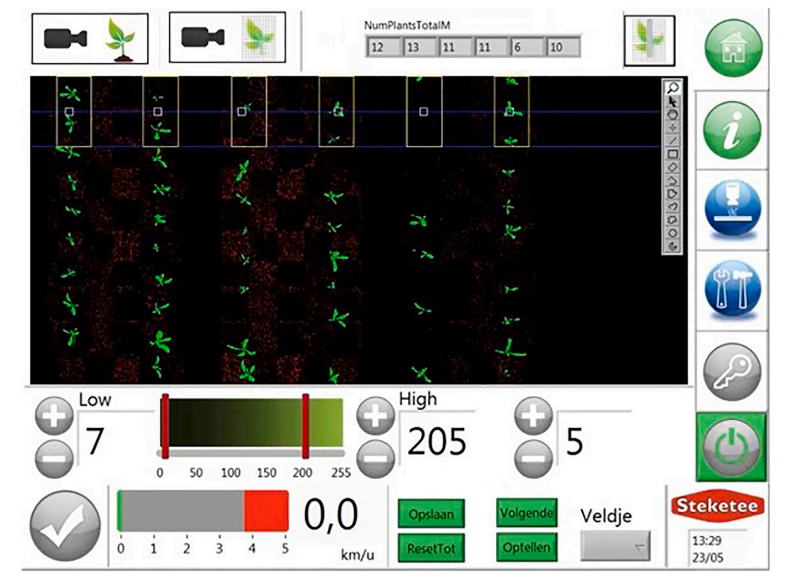 NumPlantsTotalM
12 13 11 11 6 10
Low
7
0 50 100 150 200 255
High
205
5
0 1 2 3 4 5
0,0
km/u
Opslaan
ResetTot
Volgende
Optellen
Veldje
Steketee
13:29
23/05